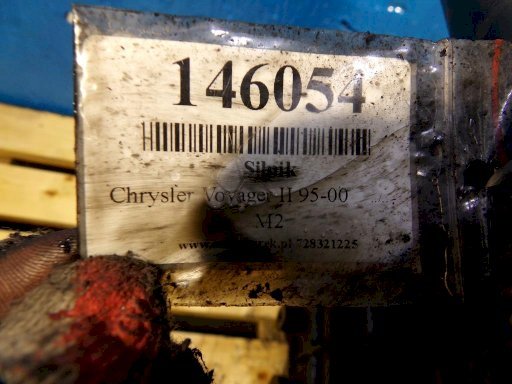 146054
Silnik
Chrysler Voyager II 95-00
M2
728321225